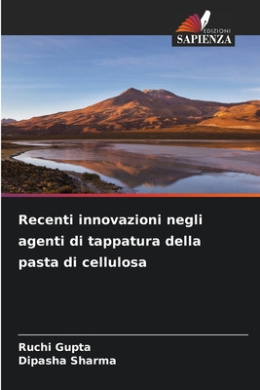 EDIZIONI
SAPIENZA
Recenti innovazioni negli
agenti di tappatura della
pasta di cellulosa
Ruchi Gupta
Dipasha Sharma